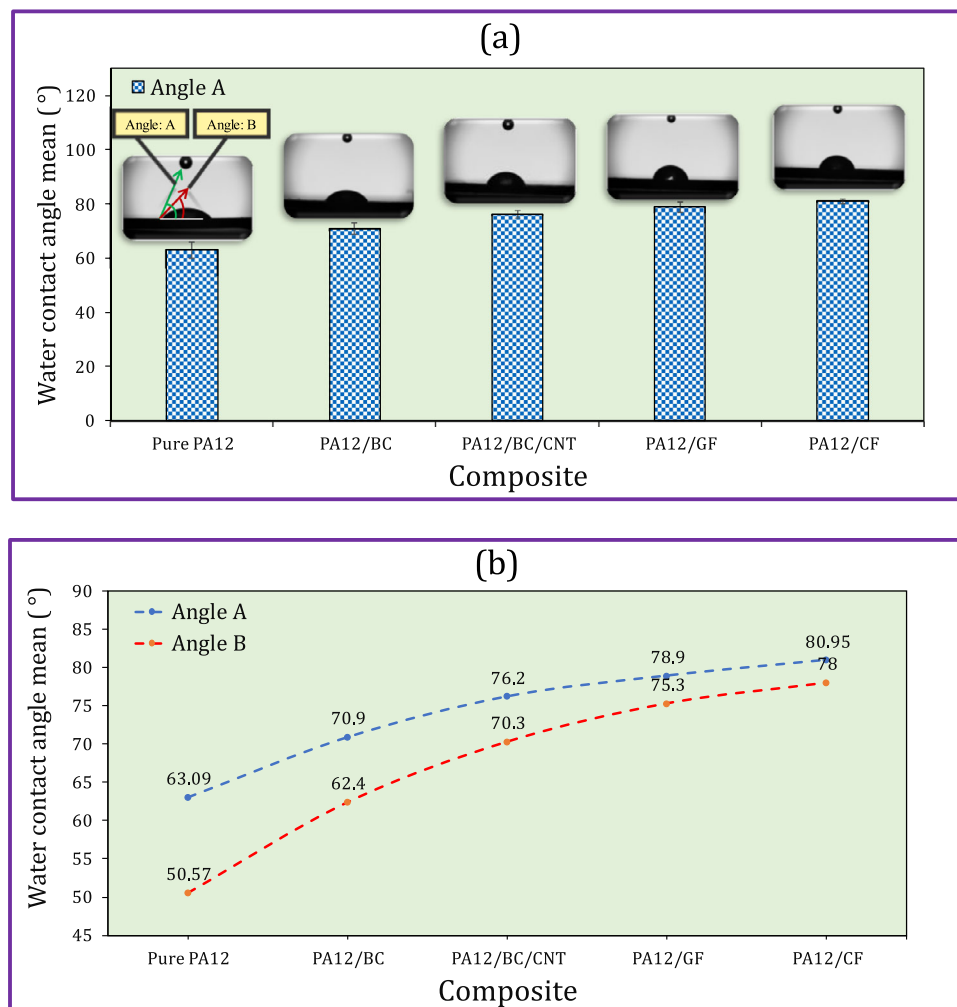 (a)
Water contact angle mean (°)
120
100
80
60
40
20
0
Angle A
Angle: A
Angle: B
Pure PA12
PA12/BC
PA12/BC/CNT
PA12/GF
PA12/CF
Composite
(b)
Water contact angle mean (°)
90
85
80
75
70
65
60
55
50
45
Angle A
Angle B
63.09
70.9
76.2
78.9
80.95
50.57
62.4
70.3
75.3
78
Pure PA12
PA12/BC
PA12/BC/CNT
PA12/GF
PA12/CF
Composite